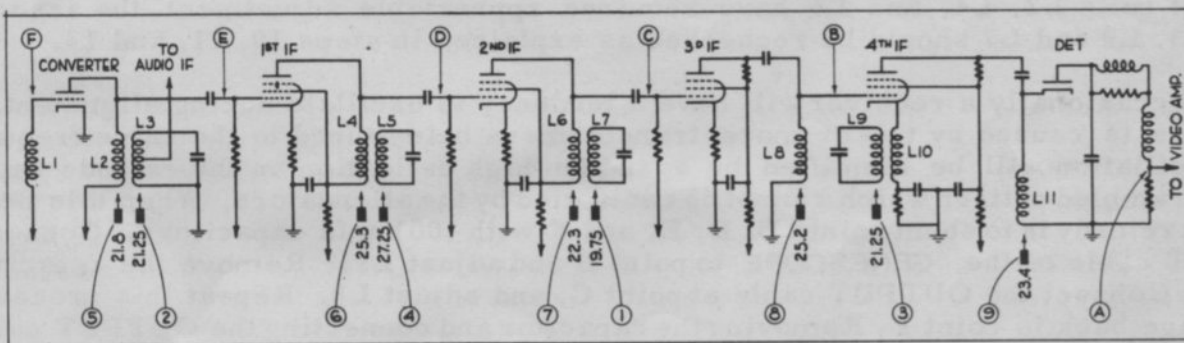 F
E
D
C
B
CONVERTER
TO
AUDIO IF
1ST IF
2ND IF
3D IF
4TH IF
DET
L1
L2
L3
L4
L5
L6
L7
L8
L9
L10
L11
21.8
21.25
25.3
27.25
22.3
19.75
25.2
21.25
23.4
TO VIDEO AMP.
5
2
6
4
7
1
8
3
9
A